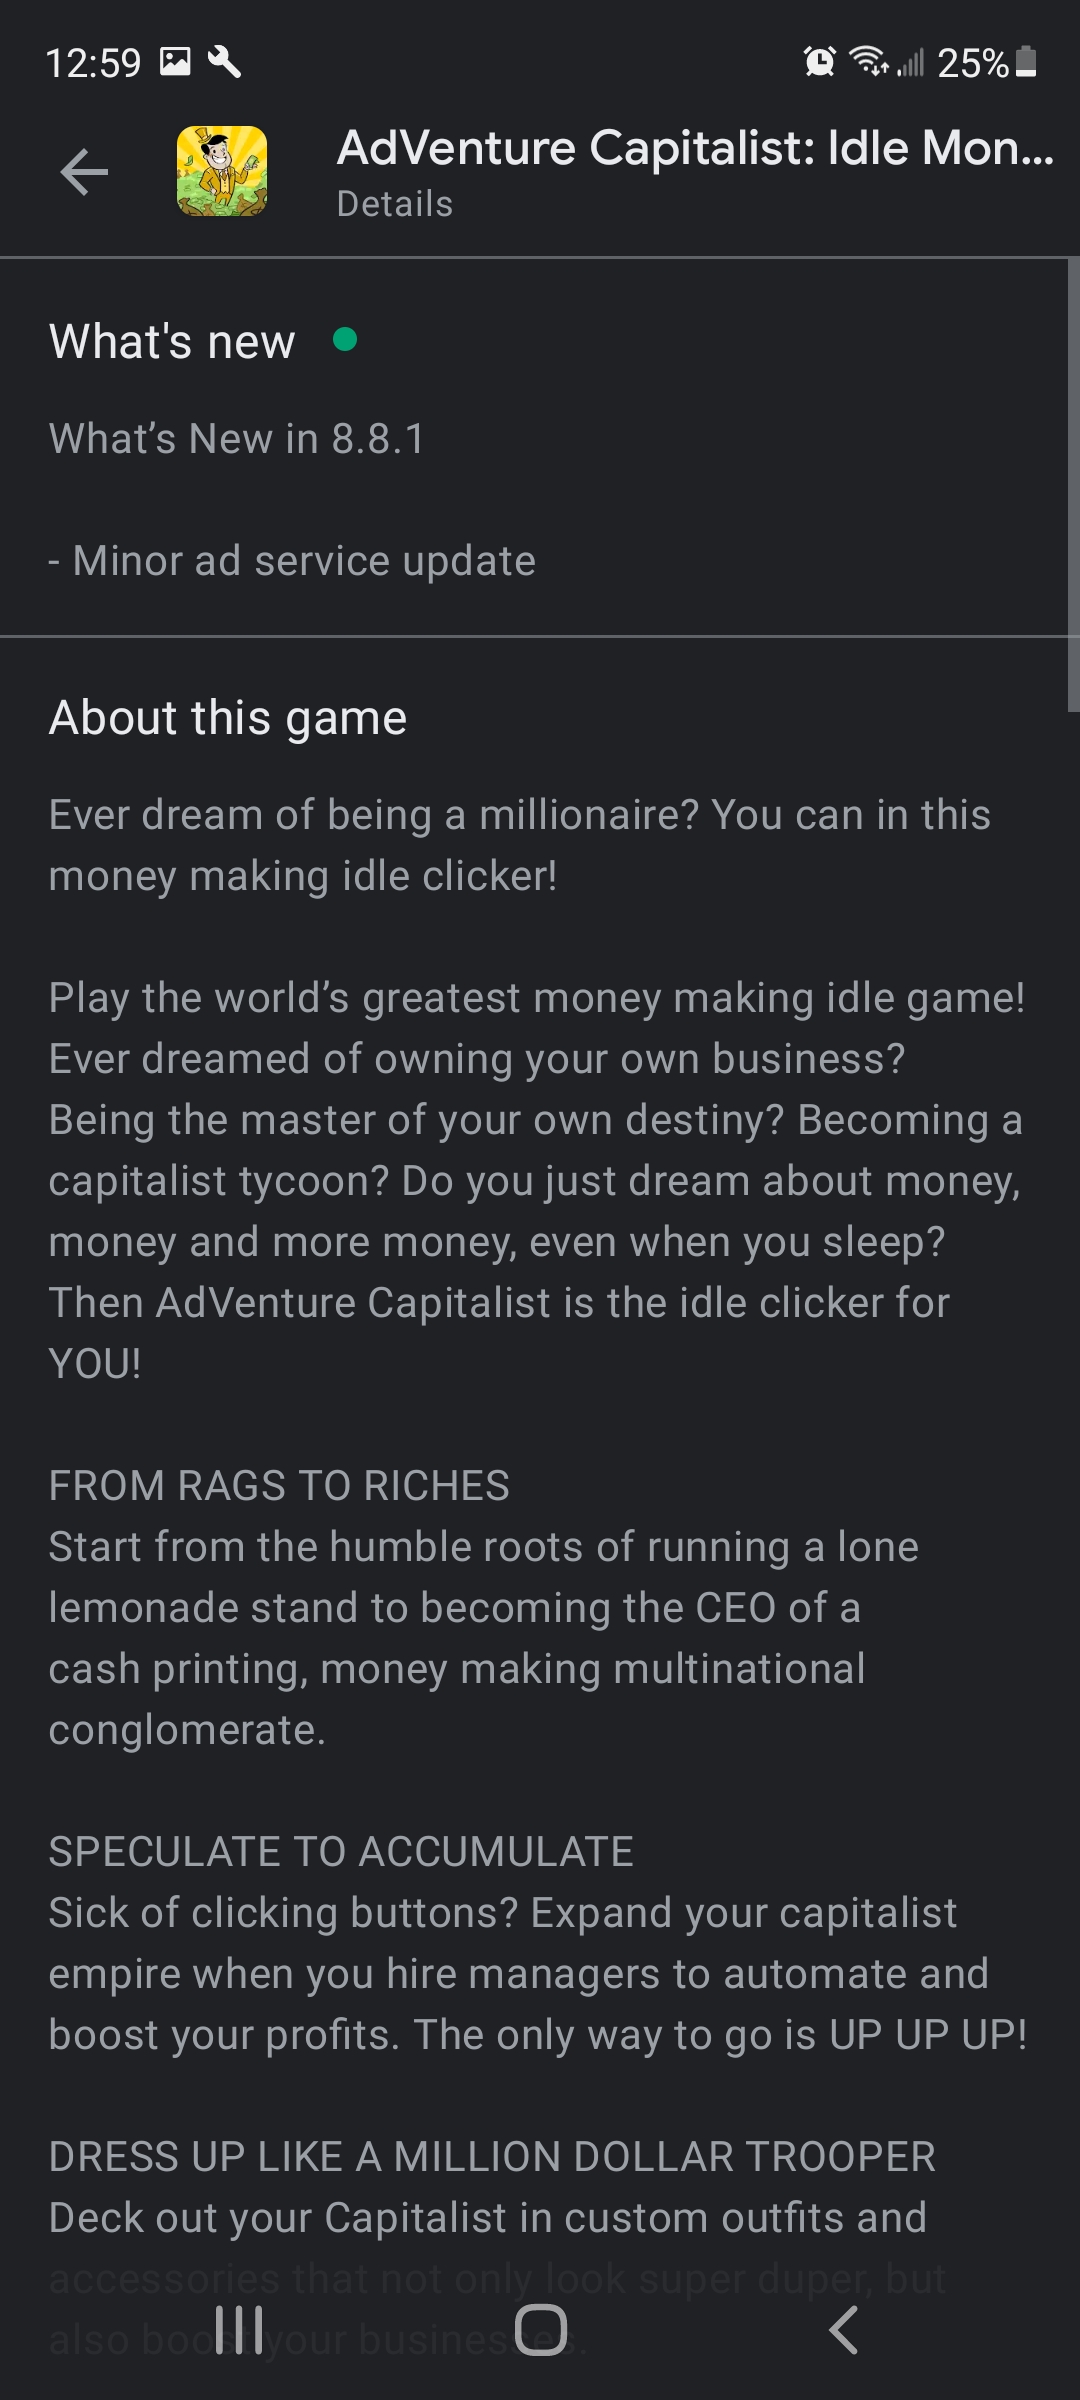 12:59
25%
AdVenture Capitalist: Idle Mon...
Details
What's new
What’s New in 8.8.1
- Minor ad service update
About this game
Ever dream of being a millionaire? You can in this
money making idle clicker!
Play the world’s greatest money making idle game!
Ever dreamed of owning your own business?
Being the master of your own destiny? Becoming a
capitalist tycoon? Do you just dream about money,
money and more money, even when you sleep?
Then AdVenture Capitalist is the idle clicker for
YOU!
FROM RAGS TO RICHES
Start from the humble roots of running a lone
lemonade stand to becoming the CEO of a
cash printing, money making multinational
conglomerate.
SPECULATE TO ACCUMULATE
Sick of clicking buttons? Expand your capitalist
empire when you hire managers to automate and
boost your profits. The only way to go is UP UP UP!
DRESS UP LIKE A MILLION DOLLAR TROOPER
Deck out your Capitalist in custom outfits and
accessories that not only look super duper, but
also boost your businesses.